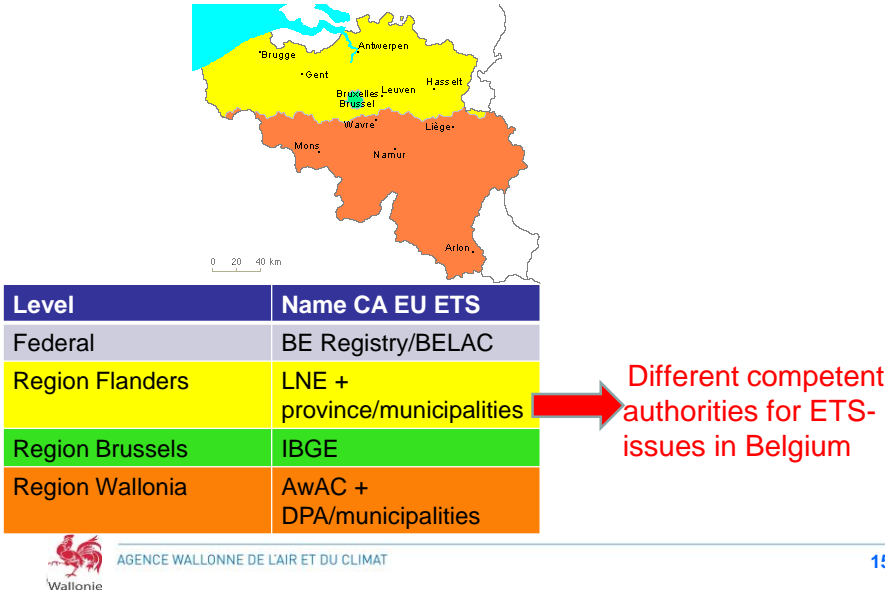 Antwerpen
Brugge
Gent
Hasselt
Bruxelles Leuven
Brussel
Wavre Liège
Mons
Namur
Arlon
0 20 40 km
Level Name CA EU ETS
Federal BE Registry/BELAC
Region Flanders LNE +
province/municipalities
Region Brussels IBGE
Region Wallonia AwAC +
DPA/municipalities
Different competent
authorities for ETS-
issues in Belgium
AGENCE WALLONNE DE L'AIR ET DU CLIMAT
Wallonie
15